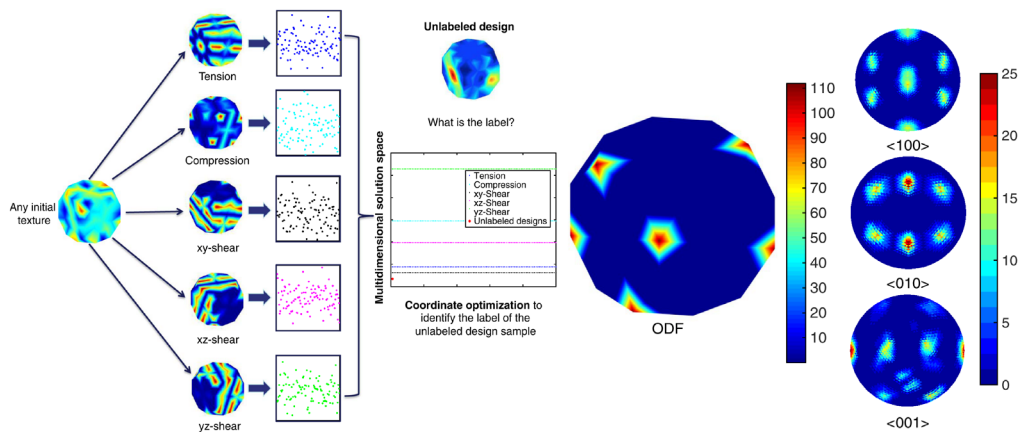 Any initial
texture
Tension
Compression
xy-shear
xz-shear
yz-shear
Multidimensional solution space
Unlabeled design
What is the label?
Tension
Compression
xy-Shear
xz-Shear
yz-Shear
Unlabeled designs
Coordinate optimization to
identify the label of the
unlabeled design sample
ODF
110
100
90
80
70
60
50
40
30
20
10
<100>
<010>
<001>
25
20
15
10
5
0